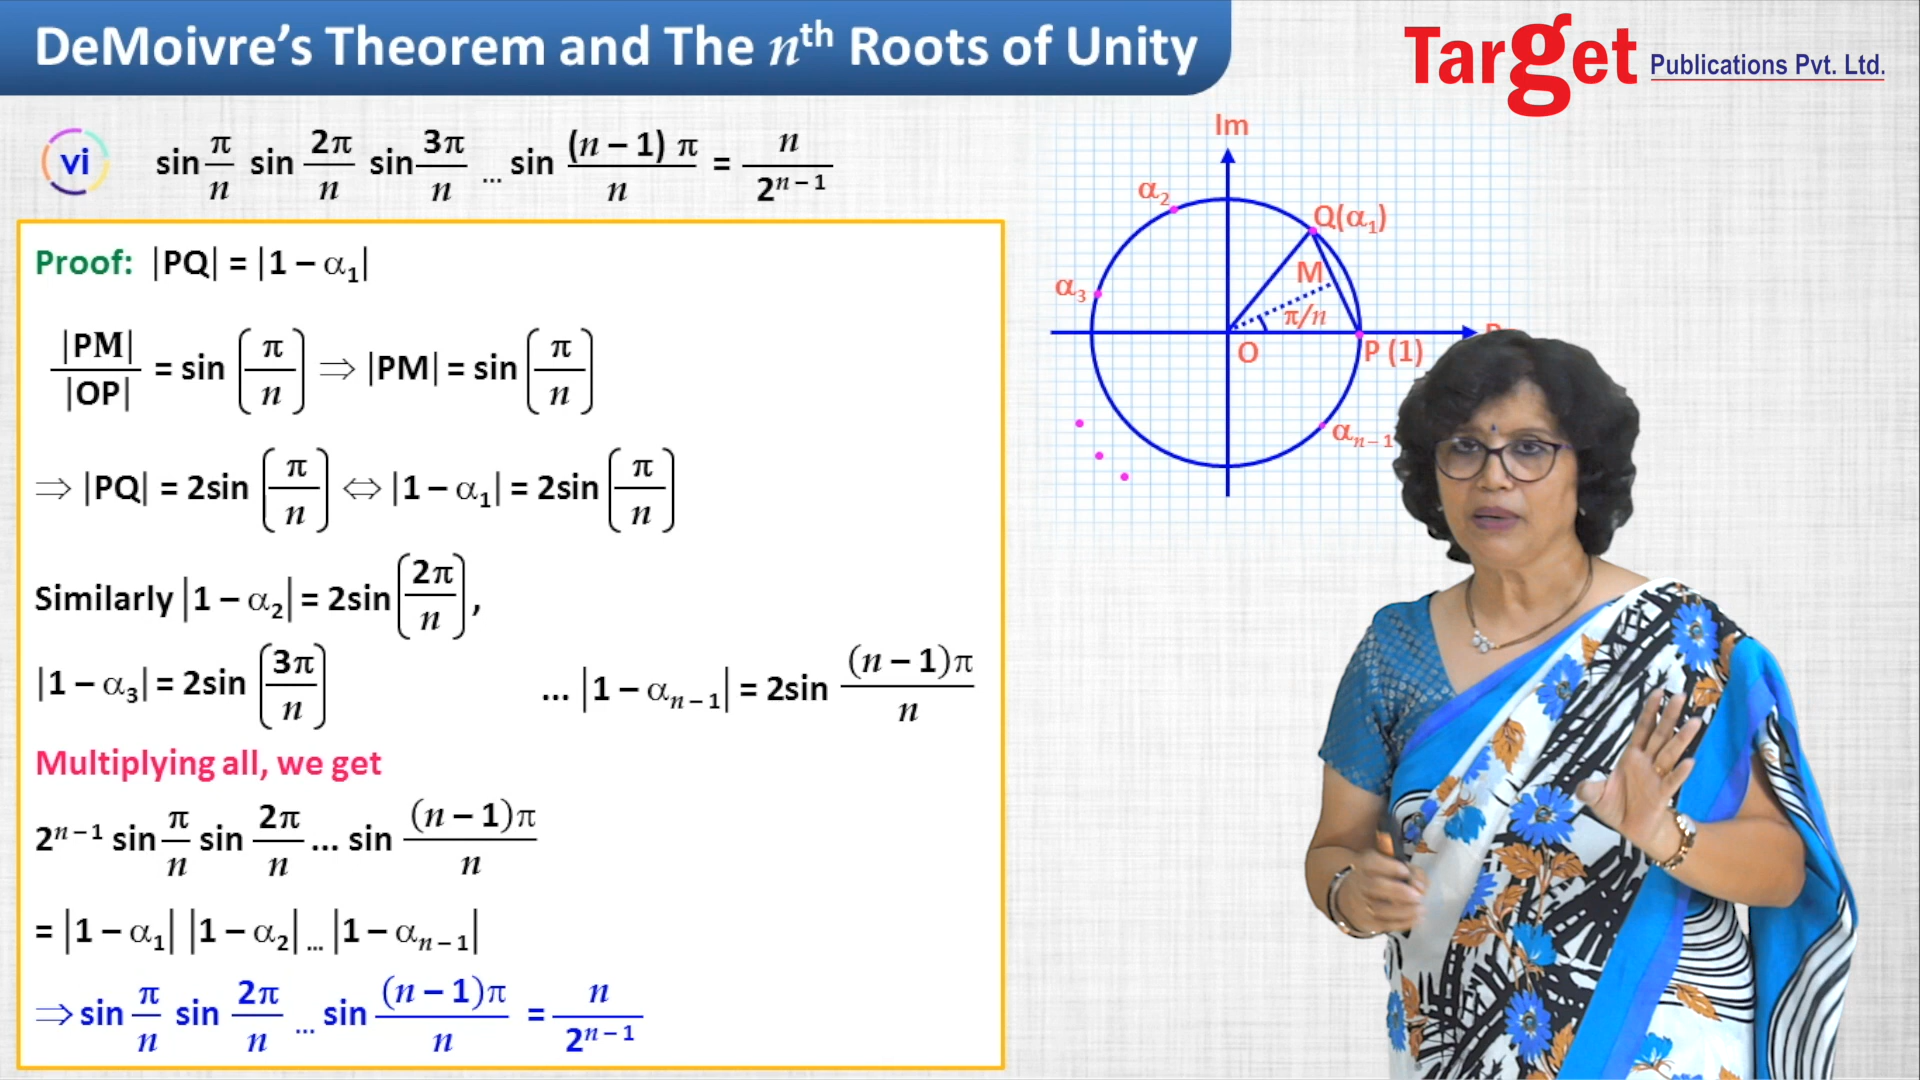 DeMoivre's Theorem and The nᵗʰ Roots of Unity
Target Publications Pvt. Ltd.
vi sin π/n sin 2π/n sin 3π/n ... sin (n – 1) π/n = n/2ⁿ⁻¹
Proof: |PQ| = |1 – α₁|
|PM|/|OP| = sin (π/n) ⇒ |PM| = sin (π/n)
⇒ |PQ| = 2sin (π/n) ⇔ |1 – α₁| = 2sin (π/n)
Similarly |1 – α₂| = 2sin (2π/n),
|1 – α₃| = 2sin (3π/n) ... |1 – αₙ₋₁| = 2sin (n – 1)π/n
Multiplying all, we get
2ⁿ⁻¹ sin π/n sin 2π/n ... sin (n – 1)π/n
= |1 – α₁| |1 – α₂| ... |1 – αₙ₋₁|
⇒ sin π/n sin 2π/n ... sin (n – 1)π/n = n/2ⁿ⁻¹
Im
α₂
Q(α₁)
M
α₃
π/n
O
P (1)
αₙ₋₁